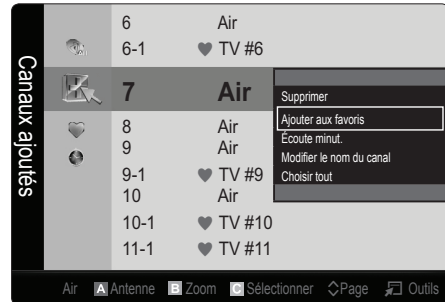 Canaux ajoutés
6 Air
6-1 ♥ TV #6
7 Air
8 Air
9 Air
9-1 ♥ TV #9
10 Air
10-1 ♥ TV #10
11-1 ♥ TV #11
Supprimer
Ajouter aux favoris
Écoute minut.
Modifier le nom du canal
Choisir tout
Air A Antenne B Zoom C Sélectionner Page Outils